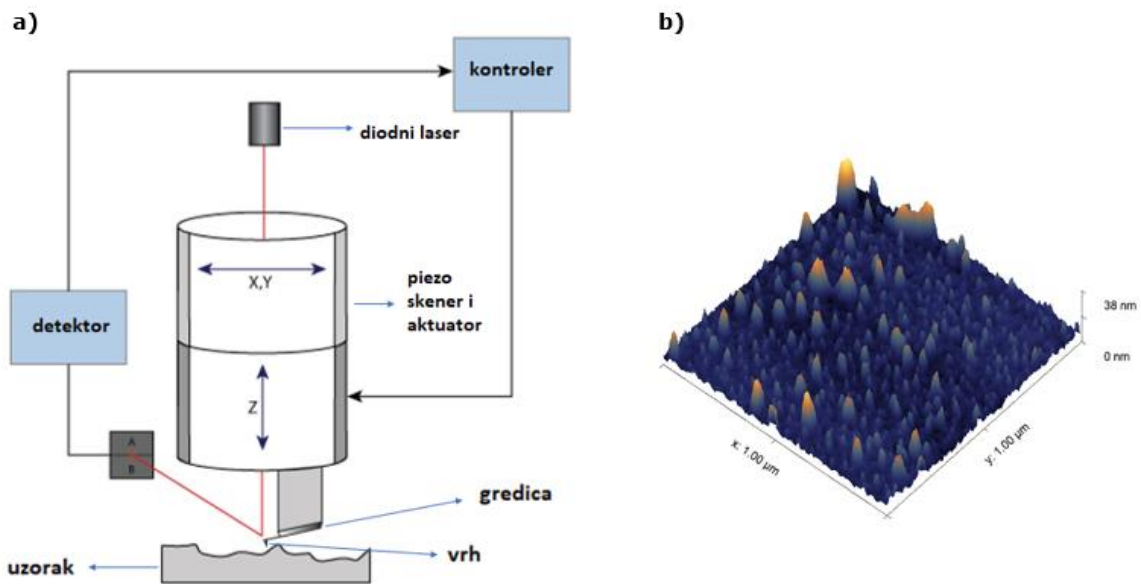 a)
kontroler
diodni laser
X,Y
piezo
skener i
aktuator
detektor
Z
A
B
gredica
vrh
uzorak
b)
38 nm
0 nm
x: 1.00 µm
y: 1.00 µm